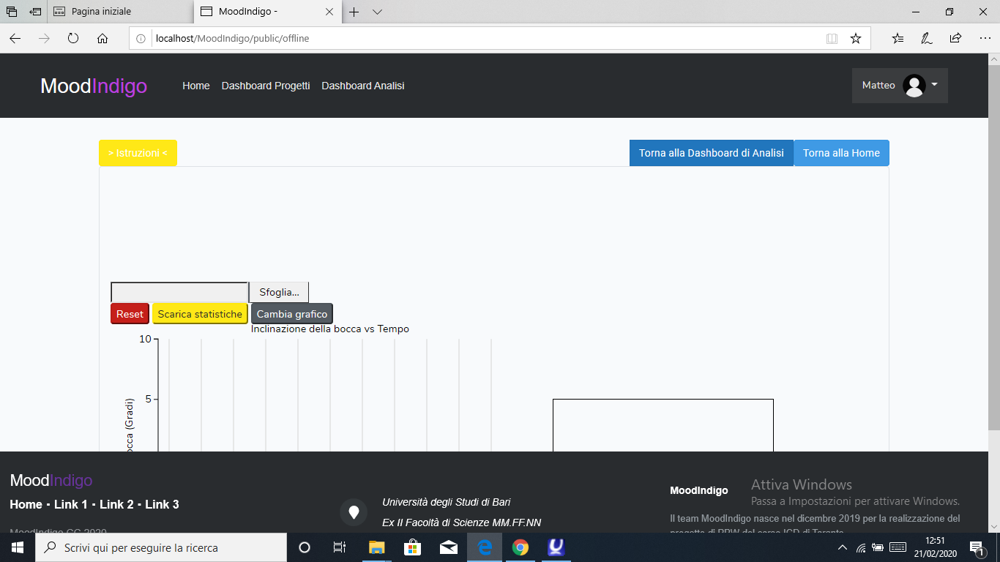 Pagina iniziale
MoodIndigo -
localhost/MoodIndigo/public/offline
MoodIndigo
Home
Dashboard Progetti
Dashboard Analisi
Matteo
> Istruzioni <
Torna alla Dashboard di Analisi
Torna alla Home
Sfoglia...
Reset
Scarica statistiche
Cambia grafico
Inclinazione della bocca vs Tempo
10
5
occa (Gradi)
MoodIndigo
Home · Link 1 · Link 2 · Link 3
MoodIndigo CC 2020
Università degli Studi di Bari
Ex II Facoltà di Scienze MM.FF.NN
MoodIndigo
Attiva Windows
Passa a Impostazioni per attivare Windows.
Il team MoodIndigo nasce nel dicembre 2019 per la realizzazione del
progetto di PPW del corso ICD di Taranto
Scrivi qui per eseguire la ricerca
12:51
21/02/2020
1